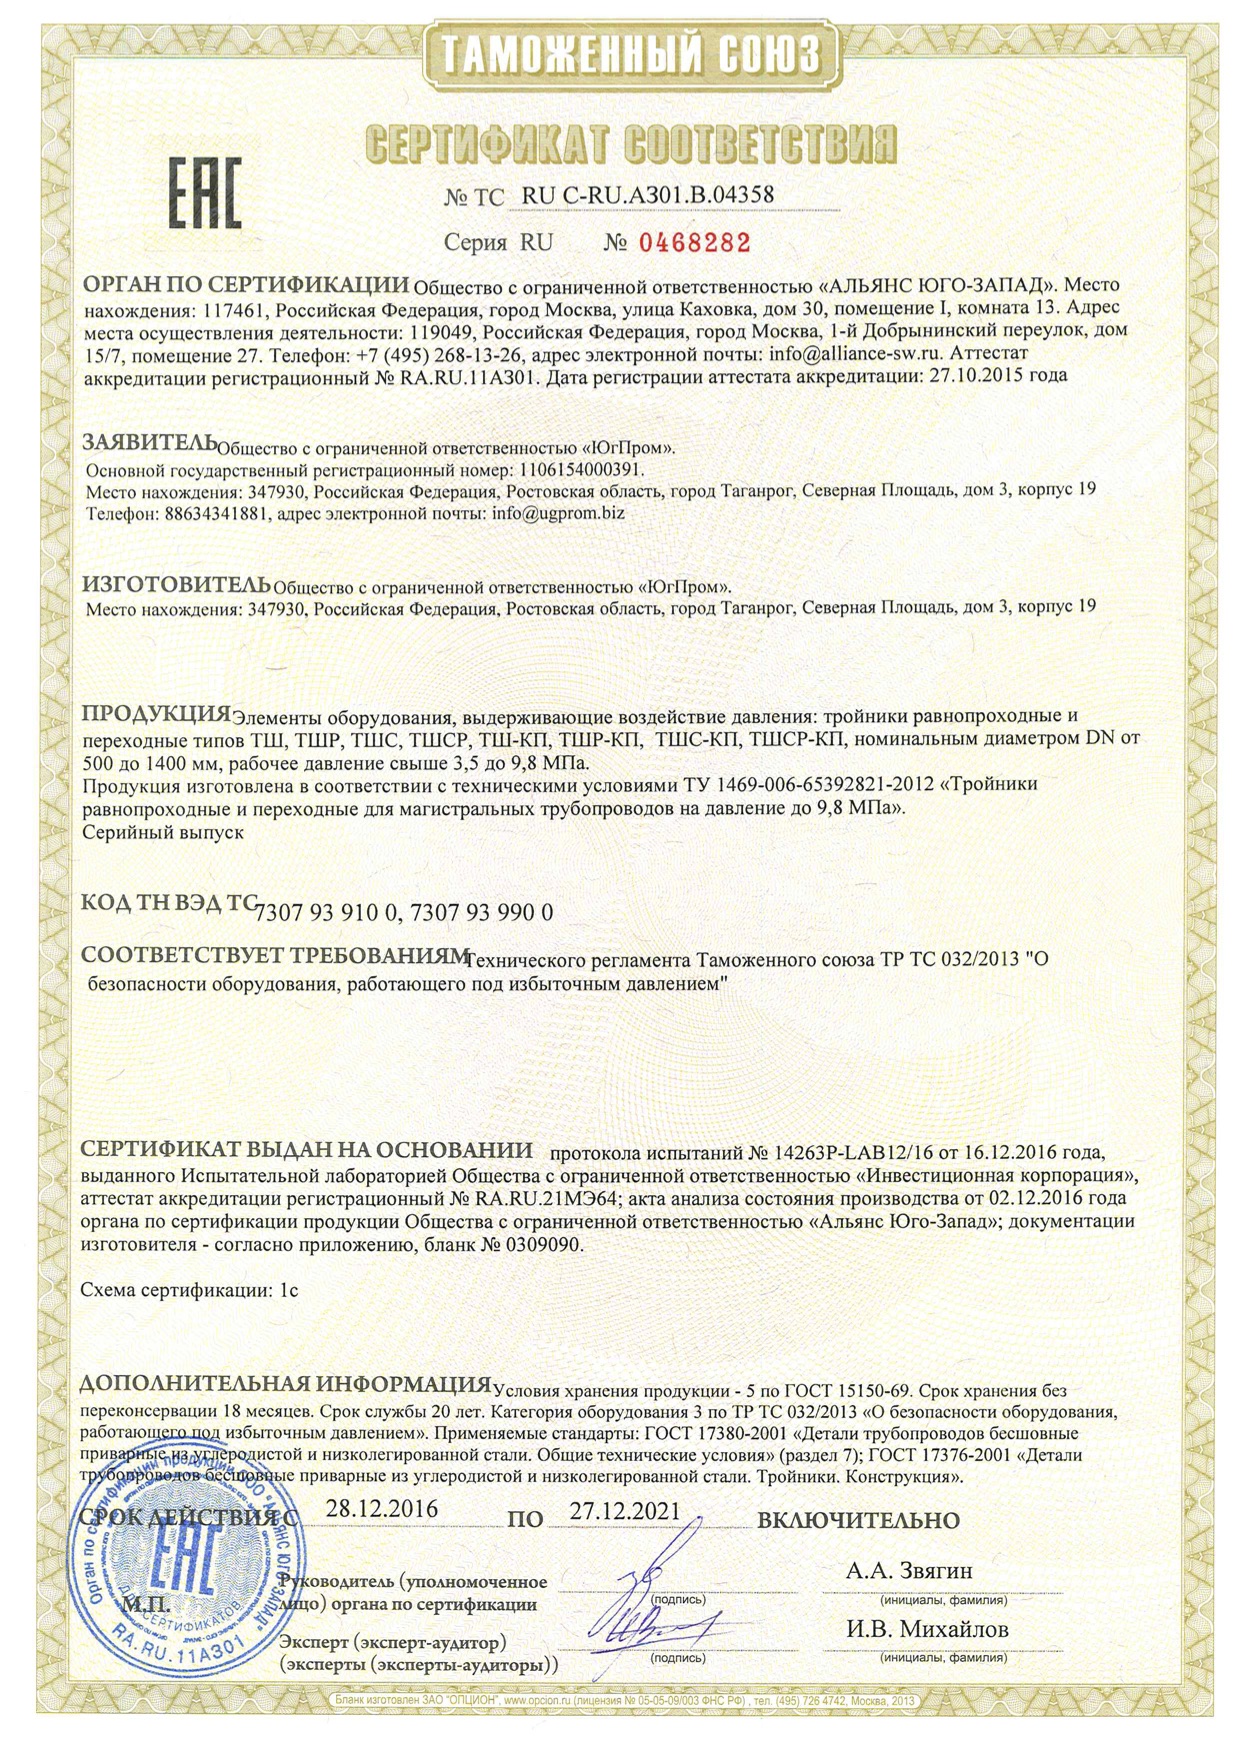 ТАМОЖЕННЫЙ СОЮЗ
СЕРТИФИКАТ СООТВЕТСТВИЯ
ЕАС
№ ТС RU C-RU.АЗ01.В.04358
Серия RU № 0468282
ОРГАН ПО СЕРТИФИКАЦИИ Общество с ограниченной ответственностью «АЛЬЯНС ЮГО-ЗАПАД». Место
нахождения: 117461, Российская Федерация, город Москва, улица Каховка, дом 30, помещение I, комната 13. Адрес
места осуществления деятельности: 119049, Российская Федерация, город Москва, 1-й Добрынинский переулок, дом
15/7, помещение 27. Телефон: +7 (495) 268-13-26, адрес электронной почты: info@alliance-sw.ru. Аттестат
аккредитации регистрационный № RA.RU.11АЗ01. Дата регистрации аттестата аккредитации: 27.10.2015 года
ЗАЯВИТЕЛЬ Общество с ограниченной ответственностью «ЮгПром».
Основной государственный регистрационный номер: 1106154000391.
Место нахождения: 347930, Российская Федерация, Ростовская область, город Таганрог, Северная Площадь, дом 3, корпус 19
Телефон: 88634341881, адрес электронной почты: info@ugprom.biz
ИЗГОТОВИТЕЛЬ Общество с ограниченной ответственностью «ЮгПром».
Место нахождения: 347930, Российская Федерация, Ростовская область, город Таганрог, Северная Площадь, дом 3, корпус 19
ПРОДУКЦИЯ Элементы оборудования, выдерживающие воздействие давления: тройники равнопроходные и
переходные типов ТШ, ТШР, ТШС, ТШСР, ТШ-КП, ТШР-КП, ТШС-КП, ТШСР-КП, номинальным диаметром DN от
500 до 1400 мм, рабочее давление свыше 3,5 до 9,8 МПа.
Продукция изготовлена в соответствии с техническими условиями ТУ 1469-006-65392821-2012 «Тройники
равнопроходные и переходные для магистральных трубопроводов на давление до 9,8 МПа».
Серийный выпуск
КОД ТН ВЭД ТС 7307 93 910 0, 7307 93 990 0
СООТВЕТСТВУЕТ ТРЕБОВАНИЯМ Технического регламента Таможенного союза ТР ТС 032/2013 "О
безопасности оборудования, работающего под избыточным давлением"
СЕРТИФИКАТ ВЫДАН НА ОСНОВАНИИ протокола испытаний № 14263P-LAB12/16 от 16.12.2016 года,
выданного Испытательной лабораторией Общества с ограниченной ответственностью «Инвестиционная корпорация»,
аттестат аккредитации регистрационный № RA.RU.21МЭ64; акта анализа состояния производства от 02.12.2016 года
органа по сертификации продукции Общества с ограниченной ответственностью «Альянс Юго-Запад»; документации
изготовителя - согласно приложению, бланк № 0309090.
Схема сертификации: 1с
ДОПОЛНИТЕЛЬНАЯ ИНФОРМАЦИЯ Условия хранения продукции - 5 по ГОСТ 15150-69. Срок хранения без
переконсервации 18 месяцев. Срок службы 20 лет. Категория оборудования 3 по ТР ТС 032/2013 «О безопасности оборудования,
работающего под избыточным давлением». Применяемые стандарты: ГОСТ 17380-2001 «Детали трубопроводов бесшовные
приварные из углеродистой и низколегированной стали. Общие технические условия» (раздел 7); ГОСТ 17376-2001 «Детали
трубопроводов бесшовные приварные из углеродистой и низколегированной стали. Тройники. Конструкция».
СРОК ДЕЙСТВИЯ С 28.12.2016 ПО 27.12.2021 ВКЛЮЧИТЕЛЬНО
Орган по сертификации продукции ООО "АЛЬЯНС ЮГО-ЗАПАД"
ЕАС
ДЛЯ СЕРТИФИКАТОВ
RA.RU.11АЗ01
М.П.
Руководитель (уполномоченное
лицо) органа по сертификации
(подпись)
А.А. Звягин
(инициалы, фамилия)
Эксперт (эксперт-аудитор)
(эксперты (эксперты-аудиторы))
(подпись)
И.В. Михайлов
(инициалы, фамилия)
Бланк изготовлен ЗАО "ОПЦИОН", www.opcion.ru (лицензия № 05-05-09/003 ФНС РФ) , тел. (495) 726 4742, Москва, 2013